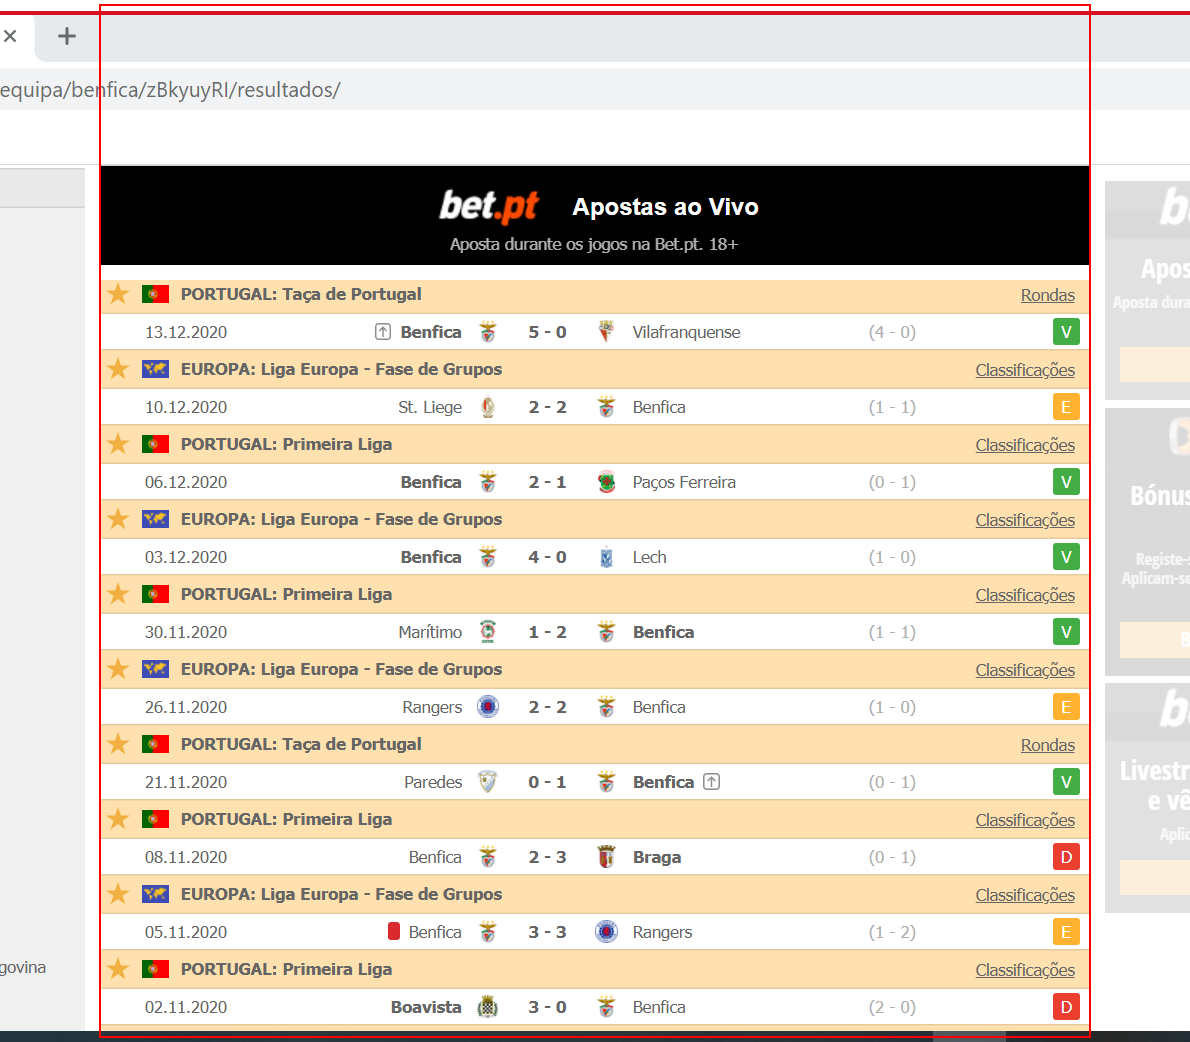 equipa/benfica/zBkyuyRI/resultados/
bet.pt Apostas ao Vivo
Aposta durante os jogos na Bet.pt. 18+
PORTUGAL: Taça de Portugal Rondas
13.12.2020 Benfica 5 - 0 Vilafranquense (4 - 0) V
EUROPA: Liga Europa - Fase de Grupos Classificações
10.12.2020 St. Liege 2 - 2 Benfica (1 - 1) E
PORTUGAL: Primeira Liga Classificações
06.12.2020 Benfica 2 - 1 Paços Ferreira (0 - 1) V
EUROPA: Liga Europa - Fase de Grupos Classificações
03.12.2020 Benfica 4 - 0 Lech (1 - 0) V
PORTUGAL: Primeira Liga Classificações
30.11.2020 Marítimo 1 - 2 Benfica (1 - 1) V
EUROPA: Liga Europa - Fase de Grupos Classificações
26.11.2020 Rangers 2 - 2 Benfica (1 - 0) E
PORTUGAL: Taça de Portugal Rondas
21.11.2020 Paredes 0 - 1 Benfica (0 - 1) V
PORTUGAL: Primeira Liga Classificações
08.11.2020 Benfica 2 - 3 Braga (0 - 1) D
EUROPA: Liga Europa - Fase de Grupos Classificações
05.11.2020 Benfica 3 - 3 Rangers (1 - 2) E
PORTUGAL: Primeira Liga Classificações
02.11.2020 Boavista 3 - 0 Benfica (2 - 0) D
govina
be
Apos
Aposta dura
Bónus
Registe-s
Aplicam-se
B
be
Livestr
e vê
Aplic